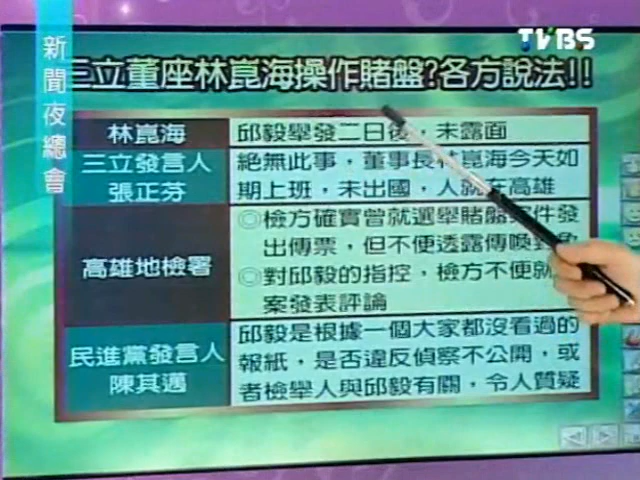 TVBS
新聞夜總會
三立董座林崑海操作賭盤?各方說法!!
林崑海
邱毅舉發二日後，未露面
三立發言人
張正芬
絕無此事，董事長林崑海今天如
期上班，未出國，人就在高雄
高雄地檢署
◎檢方確實曾就選舉賭盤案件發
出傳票，但不便透露傳喚對象
◎對邱毅的指控，檢方不便就
案發表評論
民進黨發言人
陳其邁
邱毅是根據一個大家都沒看過的
報紙，是否違反偵察不公開，或
者檢舉人與邱毅有關，令人質疑